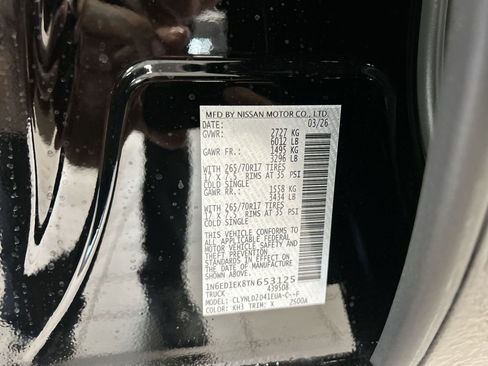 MFD BY NISSAN MOTOR CO., LTD.
DATE: 03/26
GVWR: 2727 KG
6012 LB
GAWR FR.: 1495 KG
3296 LB
WITH 265/70R17 TIRES
17 X 7.5 RIMS AT 35 PSI
COLD SINGLE
GAWR RR.: 1558 KG
3434 LB
WITH 265/70R17 TIRES
17 X 7.5 RIMS AT 35 PSI
COLD SINGLE
THIS VEHICLE CONFORMS TO
ALL APPLICABLE FEDERAL
MOTOR VEHICLE SAFETY AND
THEFT PREVENTION
STANDARDS IN EFFECT ON
THE DATE OF MANUFACTURE
SHOWN ABOVE.
1N6ED1EK8TN653125
TRUCK 439508
MODEL: CLYNLDZD41EUA-C--F
COLOR: KH3 TRIM: K 2S00A